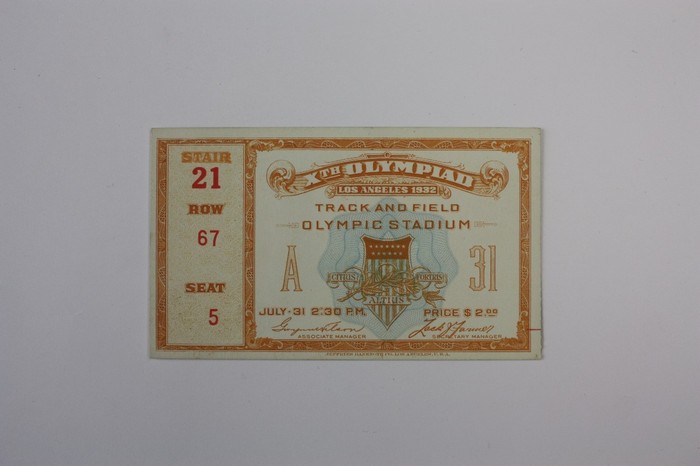 STAIR
21
ROW
67
SEAT
5
XTH OLYMPIAD
LOS ANGELES 1932
TRACK AND FIELD
OLYMPIC STADIUM
A 31
CITIUS FORTIUS
ALTIUS
JULY-31 2:30 P.M. PRICE $2.00
ASSOCIATE MANAGER SECRETARY MANAGER